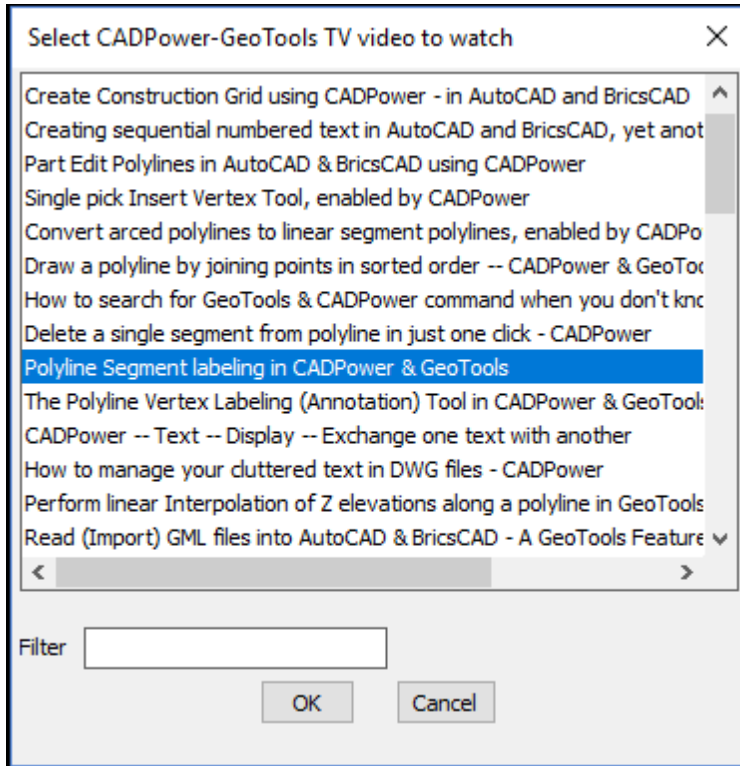 Select CADPower-GeoTools TV video to watch
Create Construction Grid using CADPower - in AutoCAD and BricsCAD
Creating sequential numbered text in AutoCAD and BricsCAD, yet anot
Part Edit Polylines in AutoCAD & BricsCAD using CADPower
Single pick Insert Vertex Tool, enabled by CADPower
Convert arced polylines to linear segment polylines, enabled by CADPo
Draw a polyline by joining points in sorted order -- CADPower & GeoToo
How to search for GeoTools & CADPower command when you don't kno
Delete a single segment from polyline in just one click - CADPower
Polyline Segment labeling in CADPower & GeoTools
The Polyline Vertex Labeling (Annotation) Tool in CADPower & GeoTools
CADPower -- Text -- Display -- Exchange one text with another
How to manage your cluttered text in DWG files - CADPower
Perform linear Interpolation of Z elevations along a polyline in GeoTools
Read (Import) GML files into AutoCAD & BricsCAD - A GeoTools Feature
Filter
OK Cancel